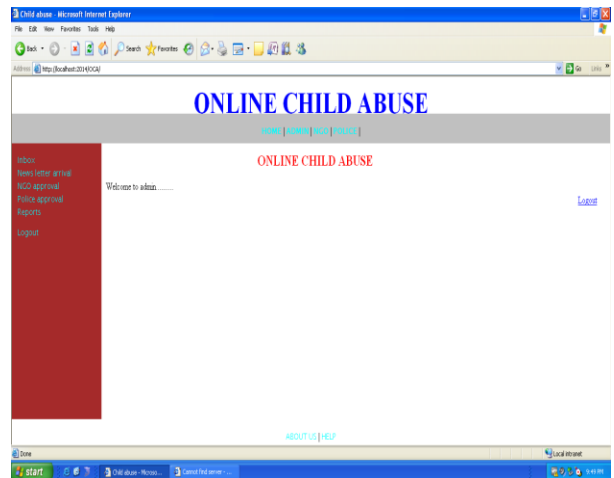 Child abuse - Microsoft Internet Explorer
File Edit View Favorites Tools Help
Back Search Favorites
Address http://localhost:2014/OCA/ Go Links
ONLINE CHILD ABUSE
HOME | ADMIN | NGO | POLICE |
Inbox
News letter arrival
NGO approval
Police approval
Reports
Logout
ONLINE CHILD ABUSE
Welcome to admin..........
Logout
ABOUT US | HELP
Done Local intranet
start Child abuse - Microso... Cannot find server - ... 9:44 PM